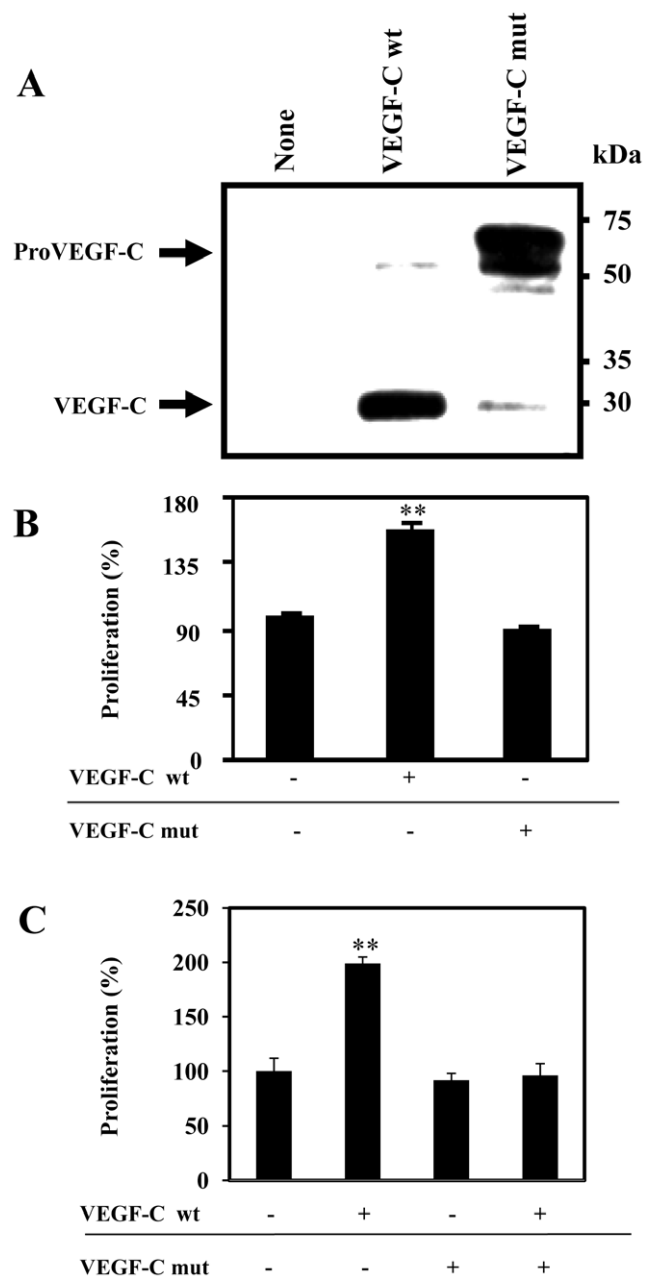 A
None
VEGF-C wt
VEGF-C mut
kDa
ProVEGF-C
75
50
35
VEGF-C
30
B
Proliferation (%)
180
135
90
45
0
**
VEGF-C wt - + -
VEGF-C mut - - +
C
Proliferation (%)
250
200
150
100
50
0
**
VEGF-C wt - + - +
VEGF-C mut - - + +